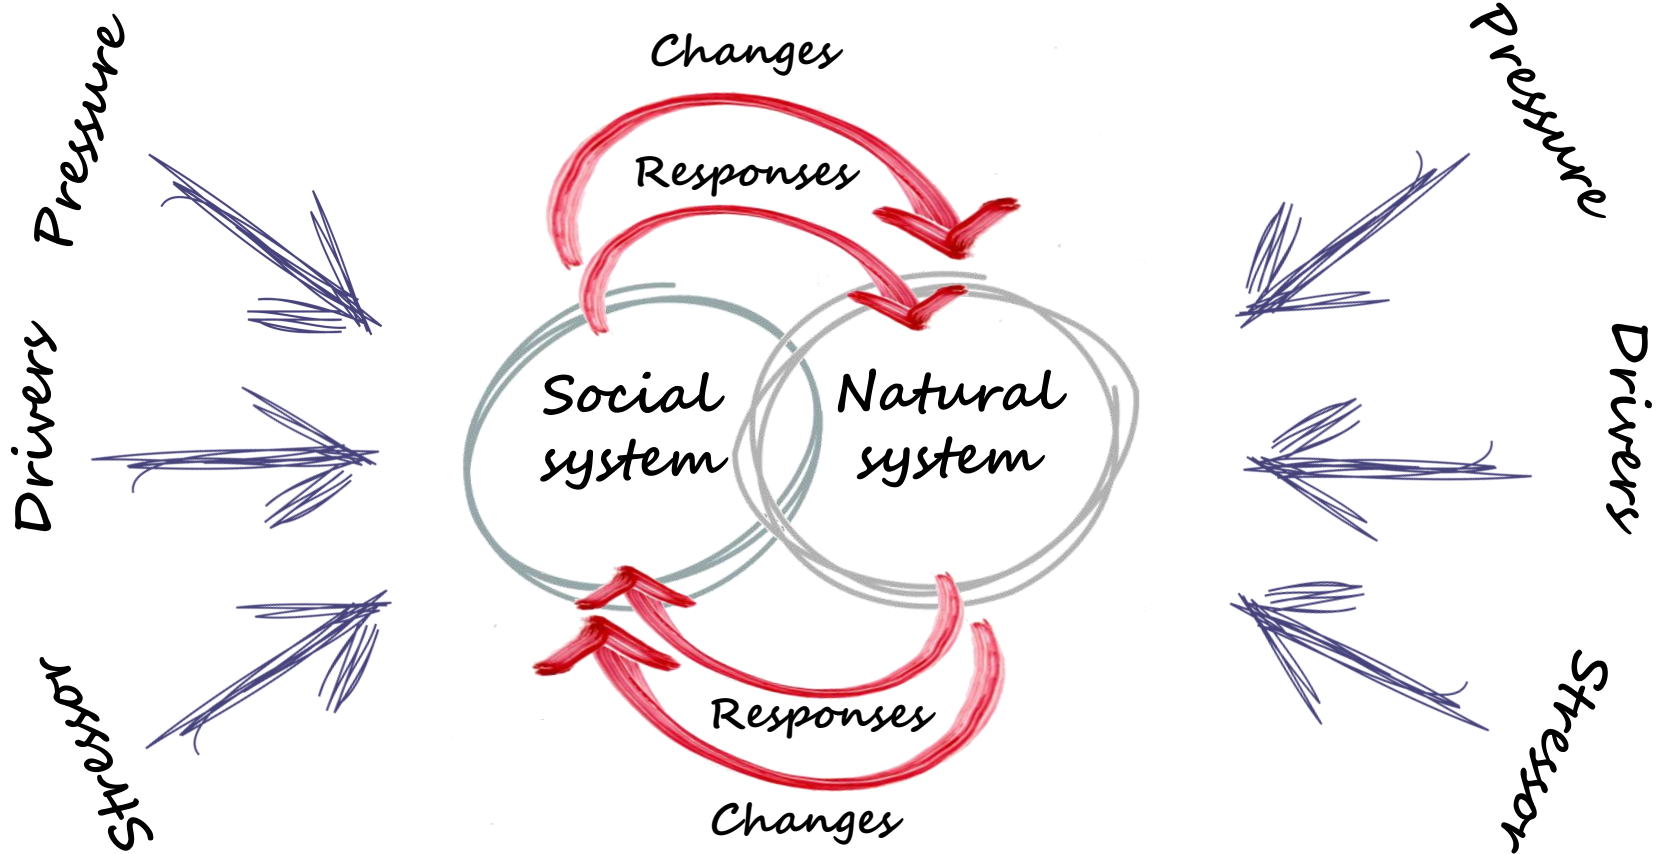 Changes
Responses
Pressure
Drivers
Stressor
Social
system
Natural
system
Pressure
Drivers
Stressor
Responses
Changes